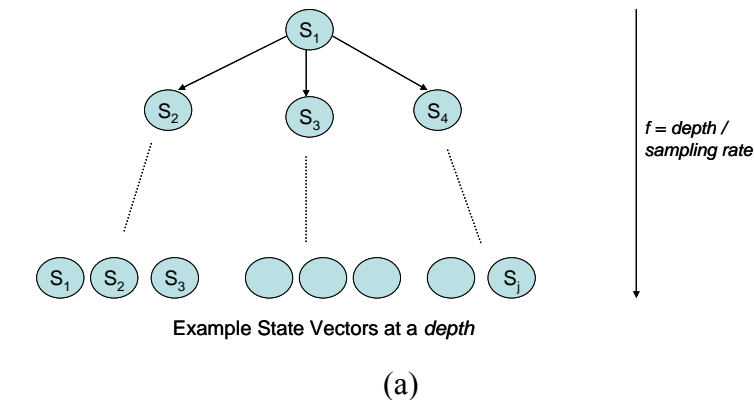 S1
S2
S3
S4
f = depth /
sampling rate
S1 S2 S3 Sj
Example State Vectors at a depth
(a)